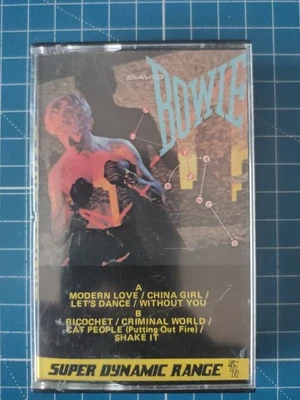 DAVID
BOWIE
A
MODERN LOVE / CHINA GIRL /
LET'S DANCE / WITHOUT YOU
B
RICOCHET / CRIMINAL WORLD /
CAT PEOPLE (Putting Out Fire) /
SHAKE IT
SUPER DYNAMIC RANGE